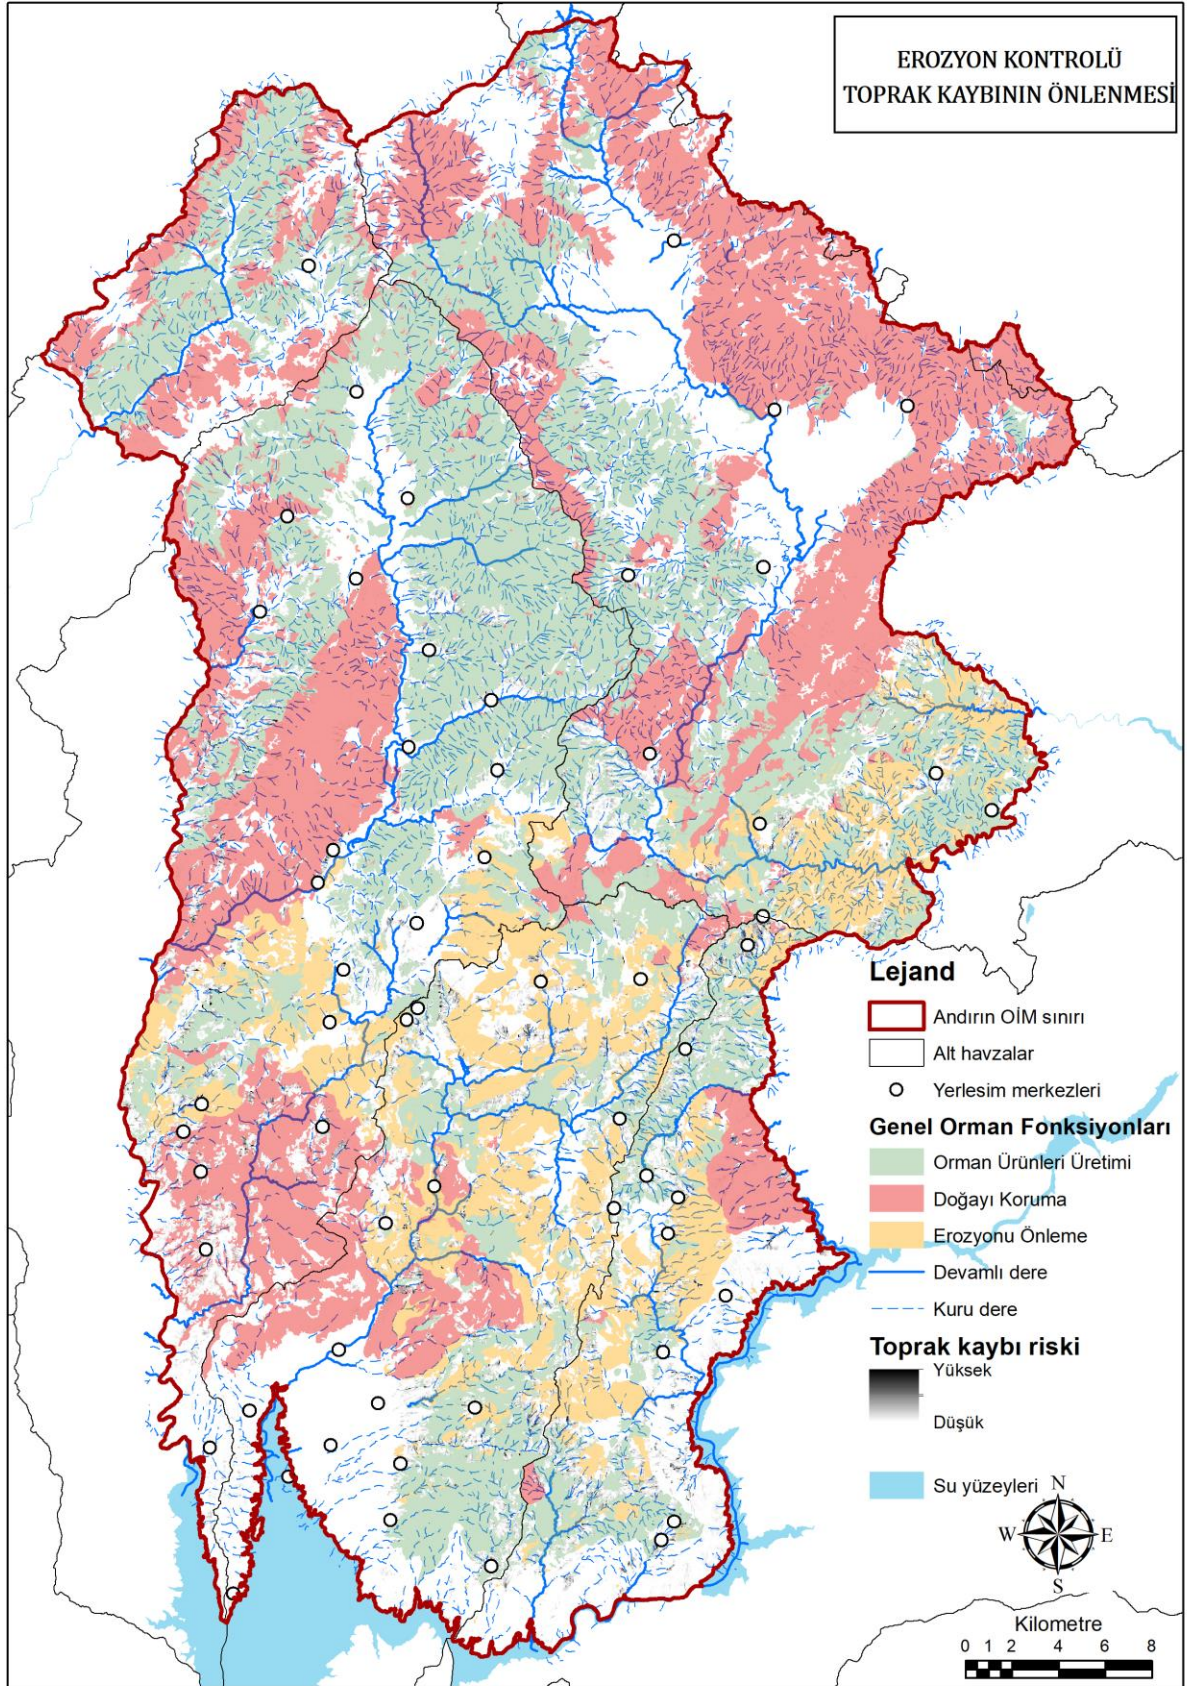 EROZYON KONTROLÜ
TOPRAK KAYBININ ÖNLENMESİ
Lejand
Andırın OİM sınırı
Alt havzalar
Yerlesim merkezleri
Genel Orman Fonksiyonları
Orman Ürünleri Üretimi
Doğayı Koruma
Erozyonu Önleme
Devamlı dere
Kuru dere
Toprak kaybı riski
Yüksek
Düşük
Su yüzeyleri
N
W E
S
Kilometre
0 1 2 4 6 8